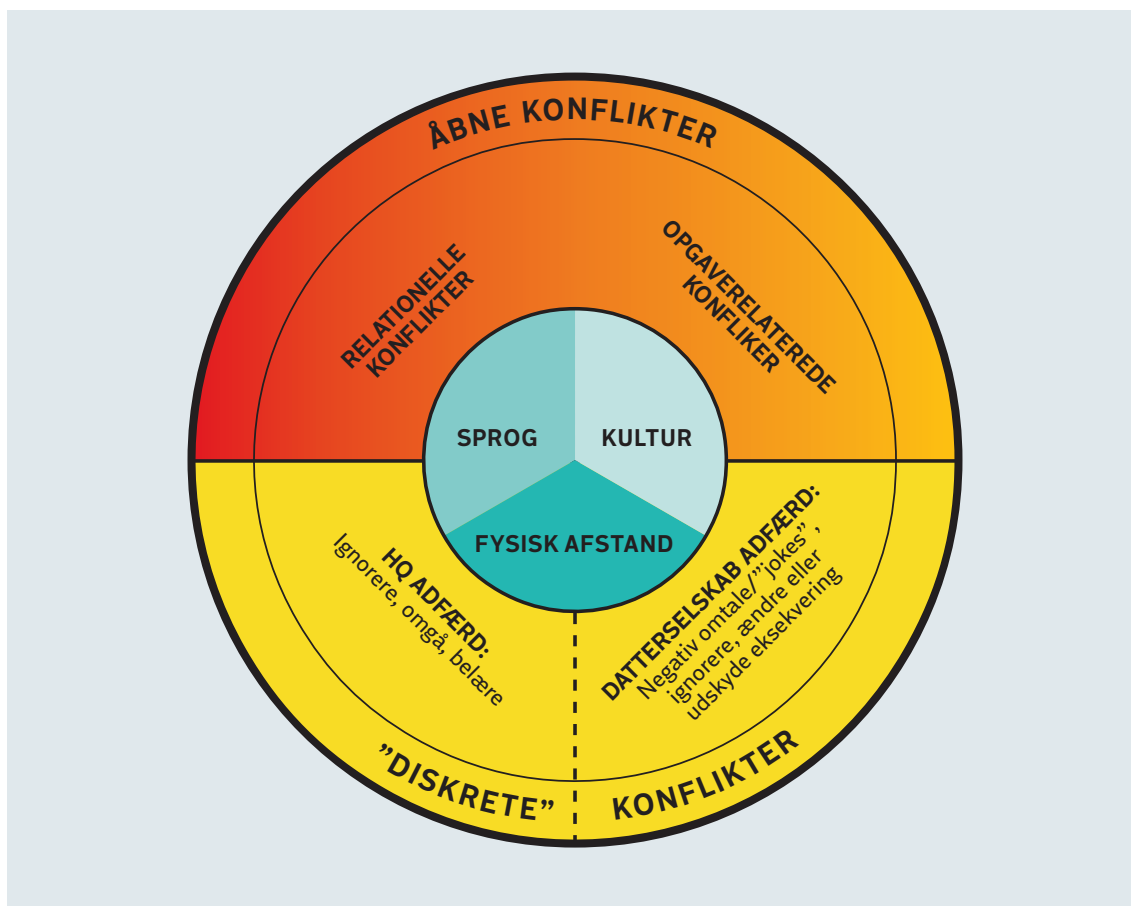 ÅBNE KONFLIKTER
RELATIONELLE
KONFLIKTER
OPGAVERELATEREDE
KONFLIKER
SPROG
KULTUR
FYSISK AFSTAND
HQ ADFÆRD:
Ignorere, omgå, belære
DATTERSELSKAB ADFÆRD:
Negativ omtale/”jokes”,
ignorere, ændre eller
udskyde eksekvering
”DISKRETE”
KONFLIKTER